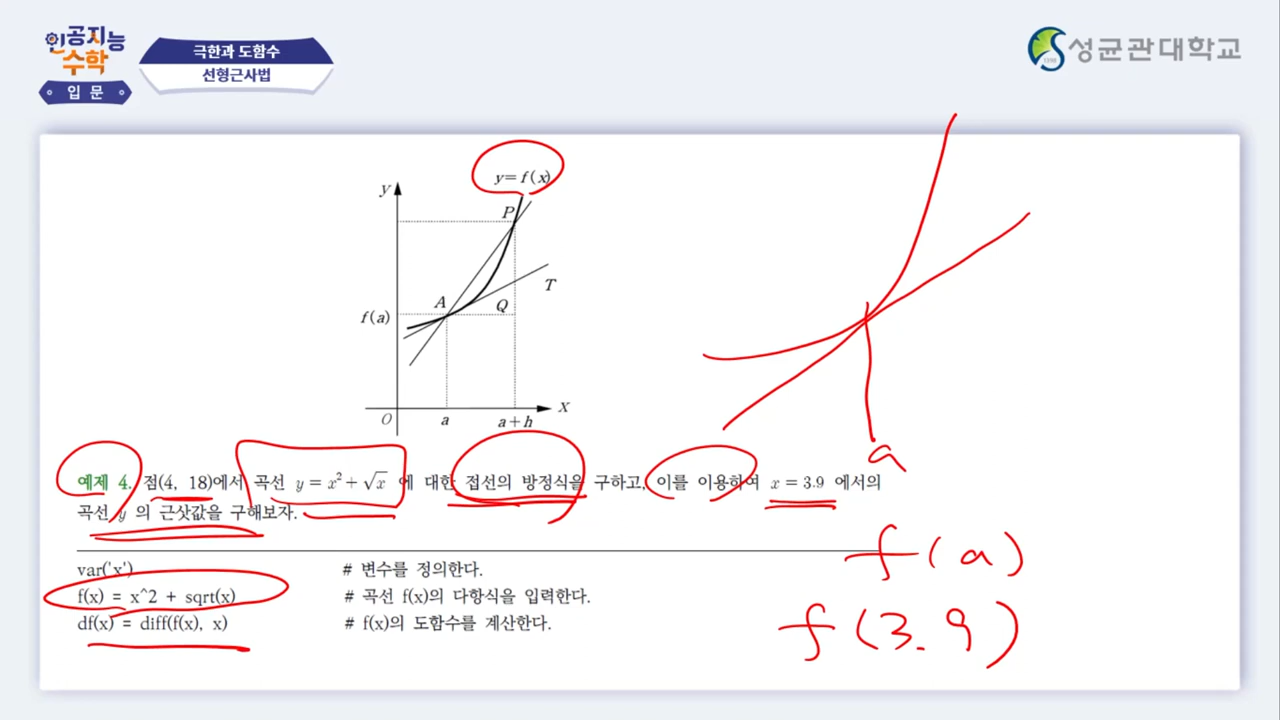 인공지능
수학
입문
극한과 도함수
선형근사법
성균관대학교
y
y=f(x)
P
T
A
Q
f(a)
O
a
a+h
x
a
예제 4. 점(4, 18)에서 곡선 y = x² + √x 에 대한 접선의 방정식을 구하고, 이를 이용하여 x = 3.9 에서의
곡선 y 의 근삿값을 구해보자.
f(a)
var('x') # 변수를 정의한다.
f(x) = x^2 + sqrt(x) # 곡선 f(x)의 다항식을 입력한다.
df(x) = diff(f(x), x) # f(x)의 도함수를 계산한다.
f(3.9)